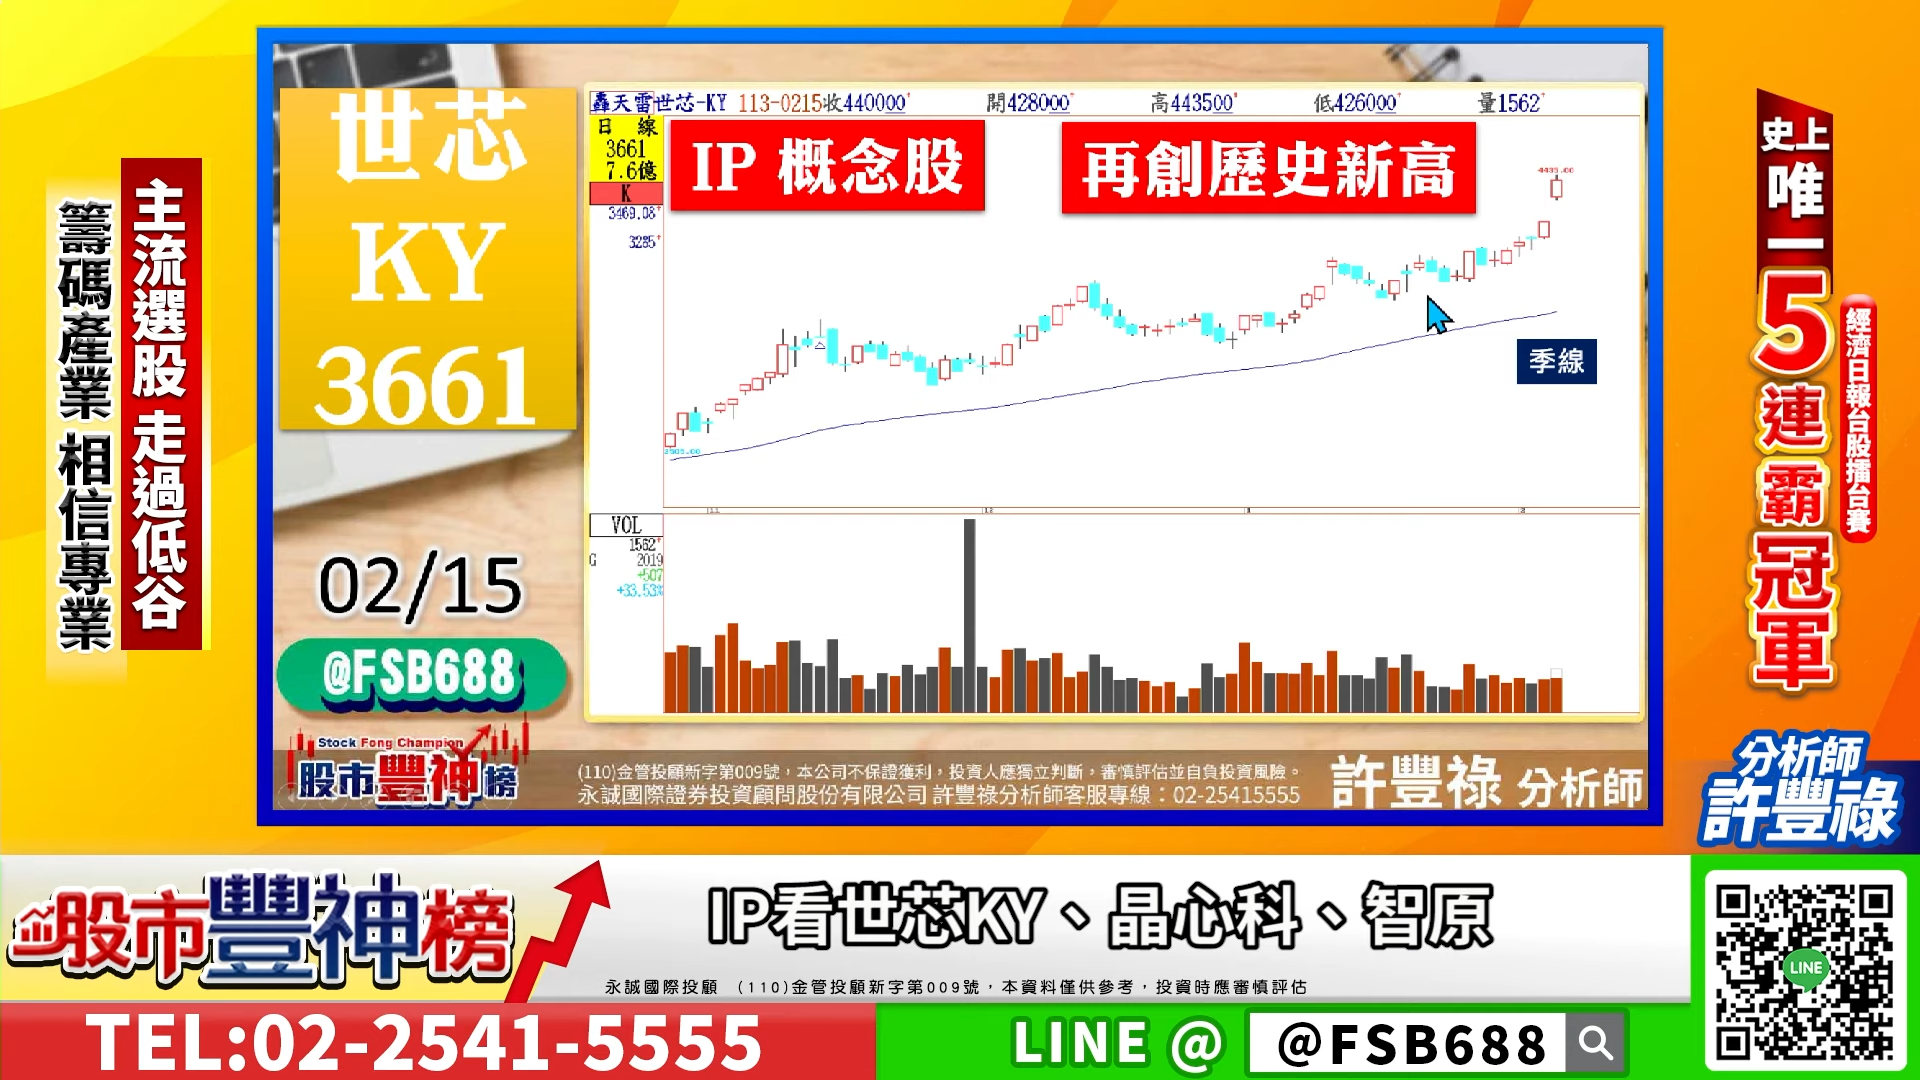 主流選股 走過低谷
籌碼產業 相信專業
世芯
KY
3661
02/15
@FSB688
Stock Fong Champion
股市豐神榜
轟天雷世芯-KY 113-0215收440000 開428000 高443500 低426000 量1562
日 線
3661
7.6億
K
3469.08
3285
IP 概念股
再創歷史新高
4435.00
季線
11 12 1 2
VOL
1562
G 2019
+507
+33.53%
(110)金管投顧新字第009號，本公司不保證獲利，投資人應獨立判斷，審慎評估並自負投資風險。
永誠國際證券投資顧問股份有限公司 許豐祿分析師客服專線：02-25415555
許豐祿 分析師
史上
唯一
5連霸冠軍
經濟日報台股擂台賽
分析師
許豐祿
股市豐神榜
IP看世芯KY、晶心科、智原
永誠國際投顧 (110)金管投顧新字第009號，本資料僅供參考，投資時應審慎評估
LINE
TEL:02-2541-5555
LINE @ @FSB688